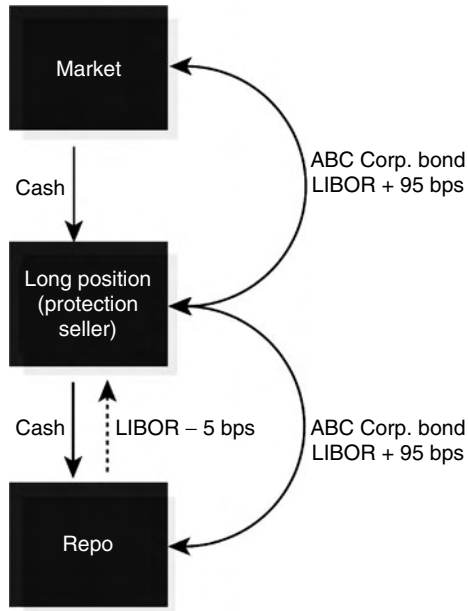 Market
ABC Corp. bond
LIBOR + 95 bps
Cash
Long position
(protection
seller)
Cash
LIBOR – 5 bps
ABC Corp. bond
LIBOR + 95 bps
Repo